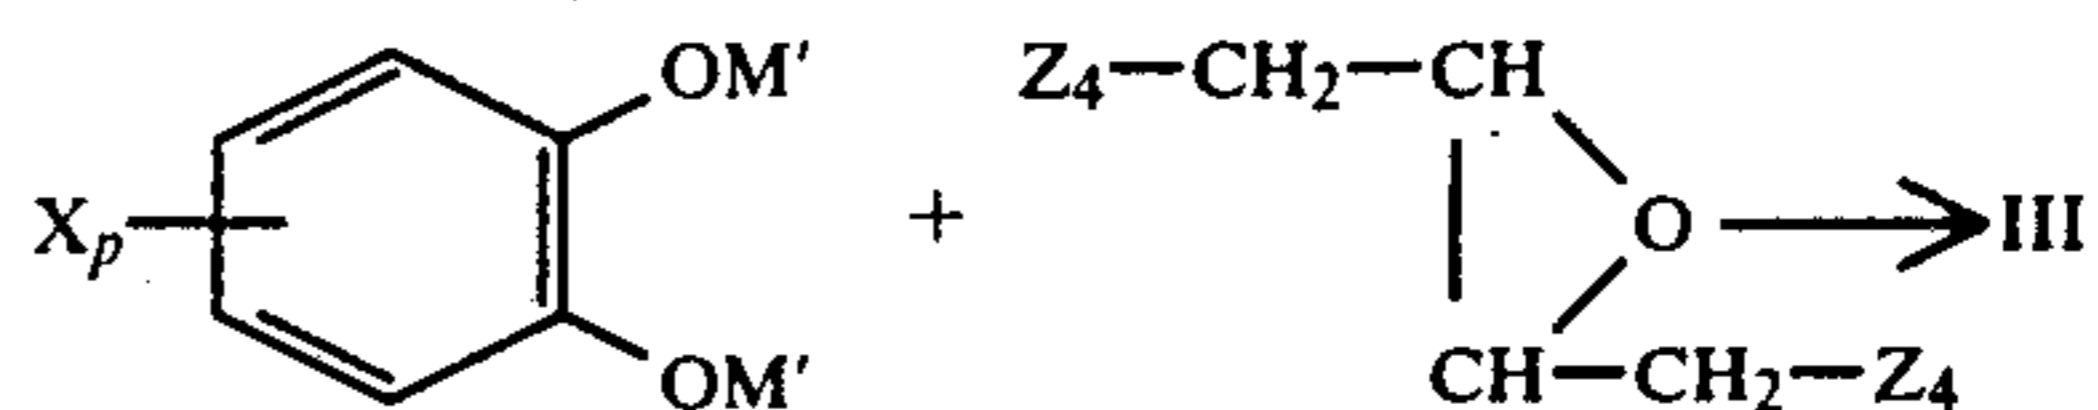 OM' Z₄—CH₂—CH
Xₚ + O → III
OM' CH—CH₂—Z₄